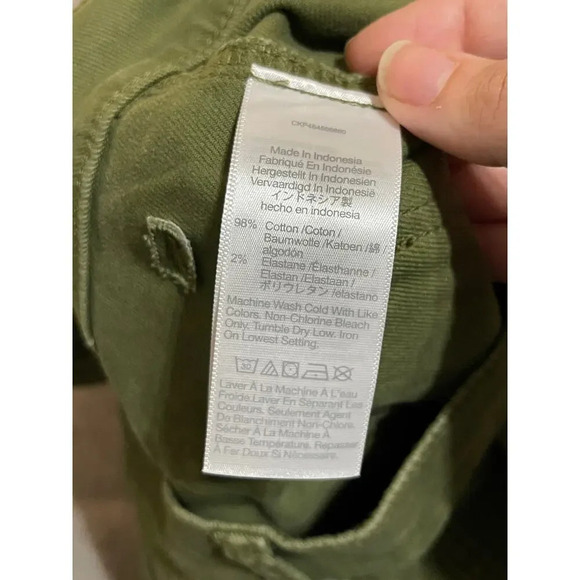 Made In Indonesia
Fabriqué En Indonésie
Hergestellt In Indonesien
Vervaardigd In Indonesië
インドネシア製
hecho en indonesia
98% Cotton /Coton /
Baumwolle /Katoen /綿 /
algodón
2% Elastane /Élasthanne /
Elastan /Elastaan /
ポリウレタン /elastano
Machine Wash Cold With Like
Colors. Non-Chlorine Bleach
Only. Tumble Dry Low. Iron
On Lowest Setting.
30
Laver À La Machine À L'eau
Froide.Laver En Séparant Les
Couleurs. Seulement Agent
De Blanchiment Non-Chlore.
Sécher À La Machine À
Basse Température. Repasser
À Fer Doux Si Nécessaire.